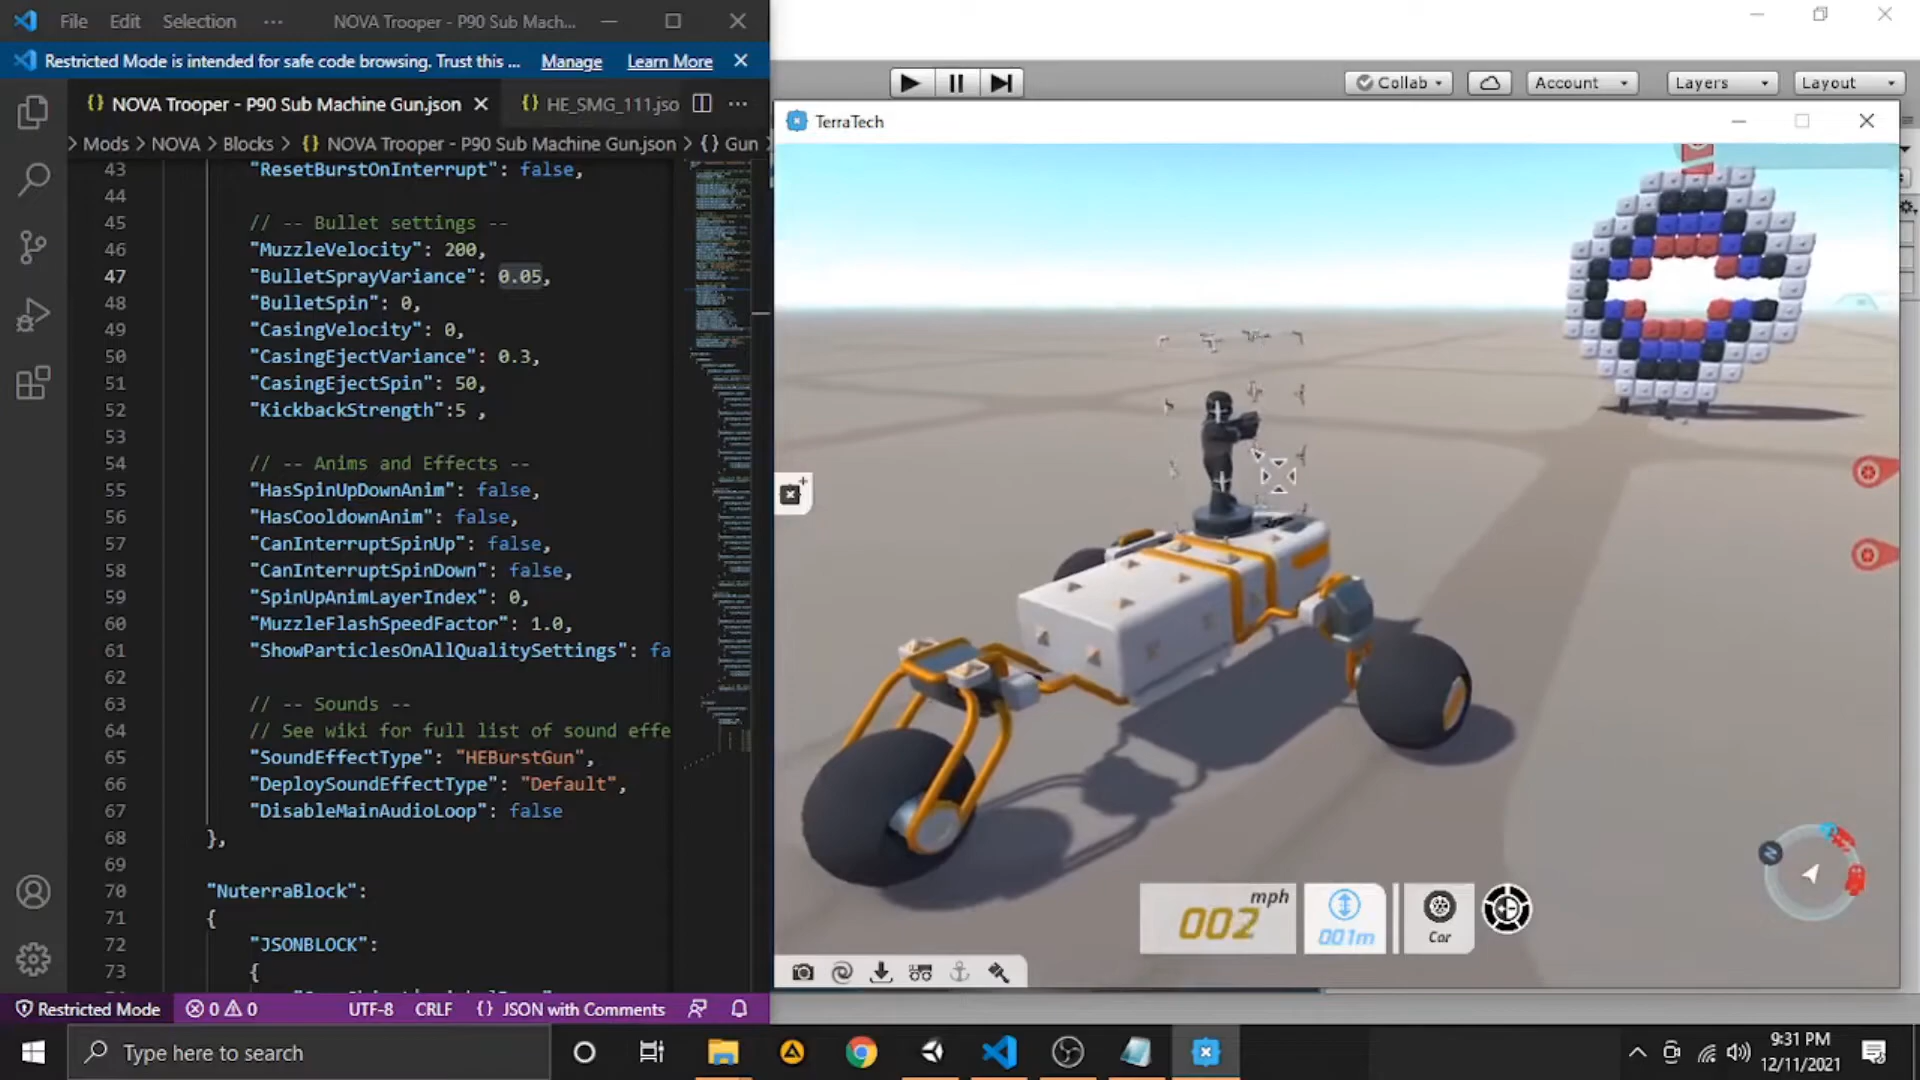 File Edit Selection ··· NOVA Trooper - P90 Sub Mach...
Restricted Mode is intended for safe code browsing. Trust this ... Manage Learn More
{} NOVA Trooper - P90 Sub Machine Gun.json {} HE_SMG_111.jso ···
> Mods > NOVA > Blocks > {} NOVA Trooper - P90 Sub Machine Gun.json > {} Gun
43 "ResetBurstOnInterrupt": false,
44
45 // -- Bullet settings --
46 "MuzzleVelocity": 200,
47 "BulletSprayVariance": 0.05,
48 "BulletSpin": 0,
49 "CasingVelocity": 0,
50 "CasingEjectVariance": 0.3,
51 "CasingEjectSpin": 50,
52 "KickbackStrength":5 ,
53
54 // -- Anims and Effects --
55 "HasSpinUpDownAnim": false,
56 "HasCooldownAnim": false,
57 "CanInterruptSpinUp": false,
58 "CanInterruptSpinDown": false,
59 "SpinUpAnimLayerIndex": 0,
60 "MuzzleFlashSpeedFactor": 1.0,
61 "ShowParticlesOnAllQualitySettings": fa
62
63 // -- Sounds --
64 // See wiki for full list of sound effe
65 "SoundEffectType": "HEBurstGun",
66 "DeploySoundEffectType": "Default",
67 "DisableMainAudioLoop": false
68 },
69
70 "NuterraBlock":
71 {
72 "JSONBLOCK":
73 {
Restricted Mode 0 0 UTF-8 CRLF {} JSON with Comments
Collab Account Layers Layout
TerraTech
mph
002
001m
Car
N
Type here to search
9:31 PM
12/11/2021